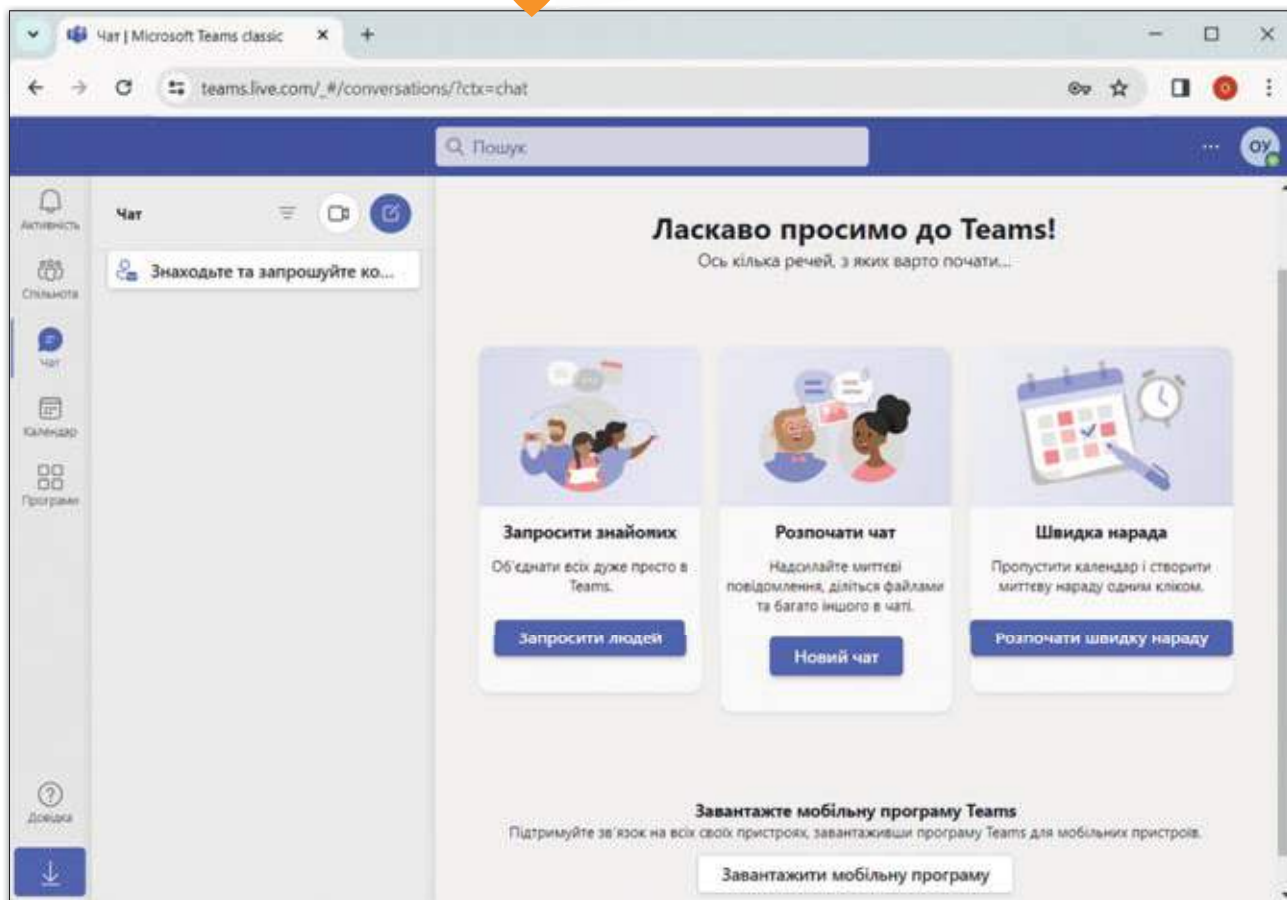 Чат | Microsoft Teams classic
teams.live.com/_#/conversations/?ctx=chat
Пошук
ОУ
Активність
Спільнота
Чат
Календар
Програми
Довідка
Чат
Знаходьте та запрошуйте ко...
Ласкаво просимо до Teams!
Ось кілька речей, з яких варто почати...
Запросити знайомих
Об'єднати всіх дуже просто в
Teams.
Запросити людей
Розпочати чат
Надсилайте миттєві
повідомлення, діліться файлами
та багато іншого в чаті.
Новий чат
Швидка нарада
Пропустити календар і створити
миттєву нараду одним кліком.
Розпочати швидку нараду
Завантажте мобільну програму Teams
Підтримуйте зв'язок на всіх своїх пристроях, завантаживши програму Teams для мобільних пристроїв.
Завантажити мобільну програму